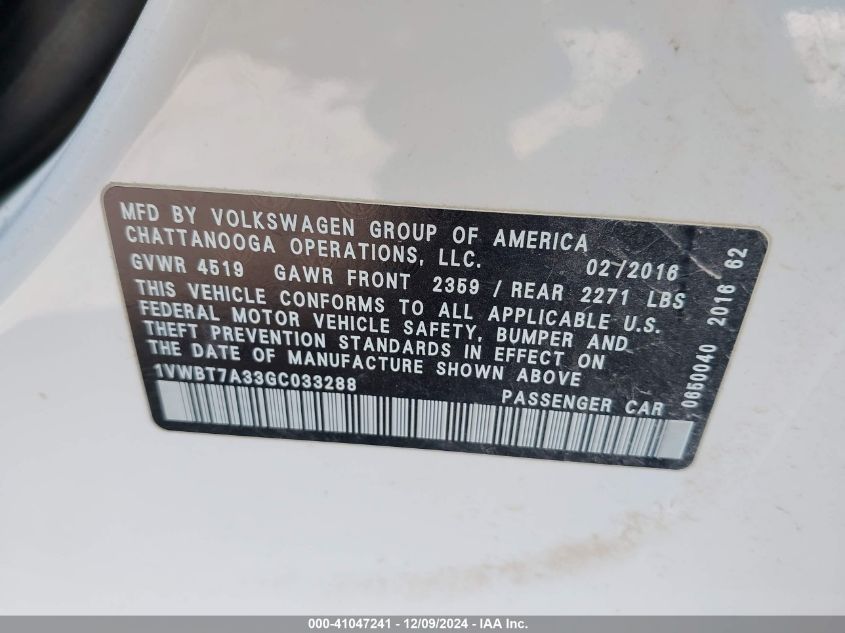 MFD BY VOLKSWAGEN GROUP OF AMERICA
CHATTANOOGA OPERATIONS, LLC. 02/2016
GVWR 4519 GAWR FRONT 2359 / REAR 2271 LBS
THIS VEHICLE CONFORMS TO ALL APPLICABLE U.S.
FEDERAL MOTOR VEHICLE SAFETY, BUMPER AND
THEFT PREVENTION STANDARDS IN EFFECT ON
THE DATE OF MANUFACTURE SHOWN ABOVE
1VWBT7A33GC033288 PASSENGER CAR
0650040 2016 62
000-41047241 - 12/09/2024 - IAA Inc.